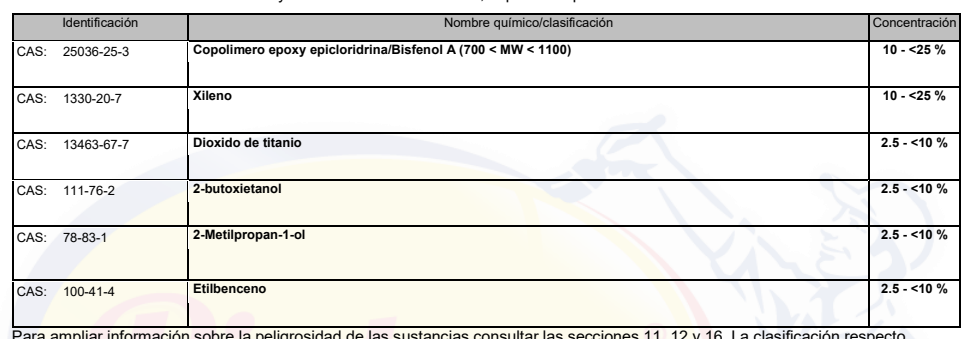 Identificación Nombre químico/clasificación Concentración
CAS: 25036-25-3 Copolimero epoxy epicloridrina/Bisfenol A (700 < MW < 1100) 10 - <25 %
CAS: 1330-20-7 Xileno 10 - <25 %
CAS: 13463-67-7 Dioxido de titanio 2.5 - <10 %
CAS: 111-76-2 2-butoxietanol 2.5 - <10 %
CAS: 78-83-1 2-Metilpropan-1-ol 2.5 - <10 %
CAS: 100-41-4 Etilbenceno 2.5 - <10 %
Para ampliar información sobre la peligrosidad de las sustancias consultar las secciones 11, 12 y 16. La clasificación respecto